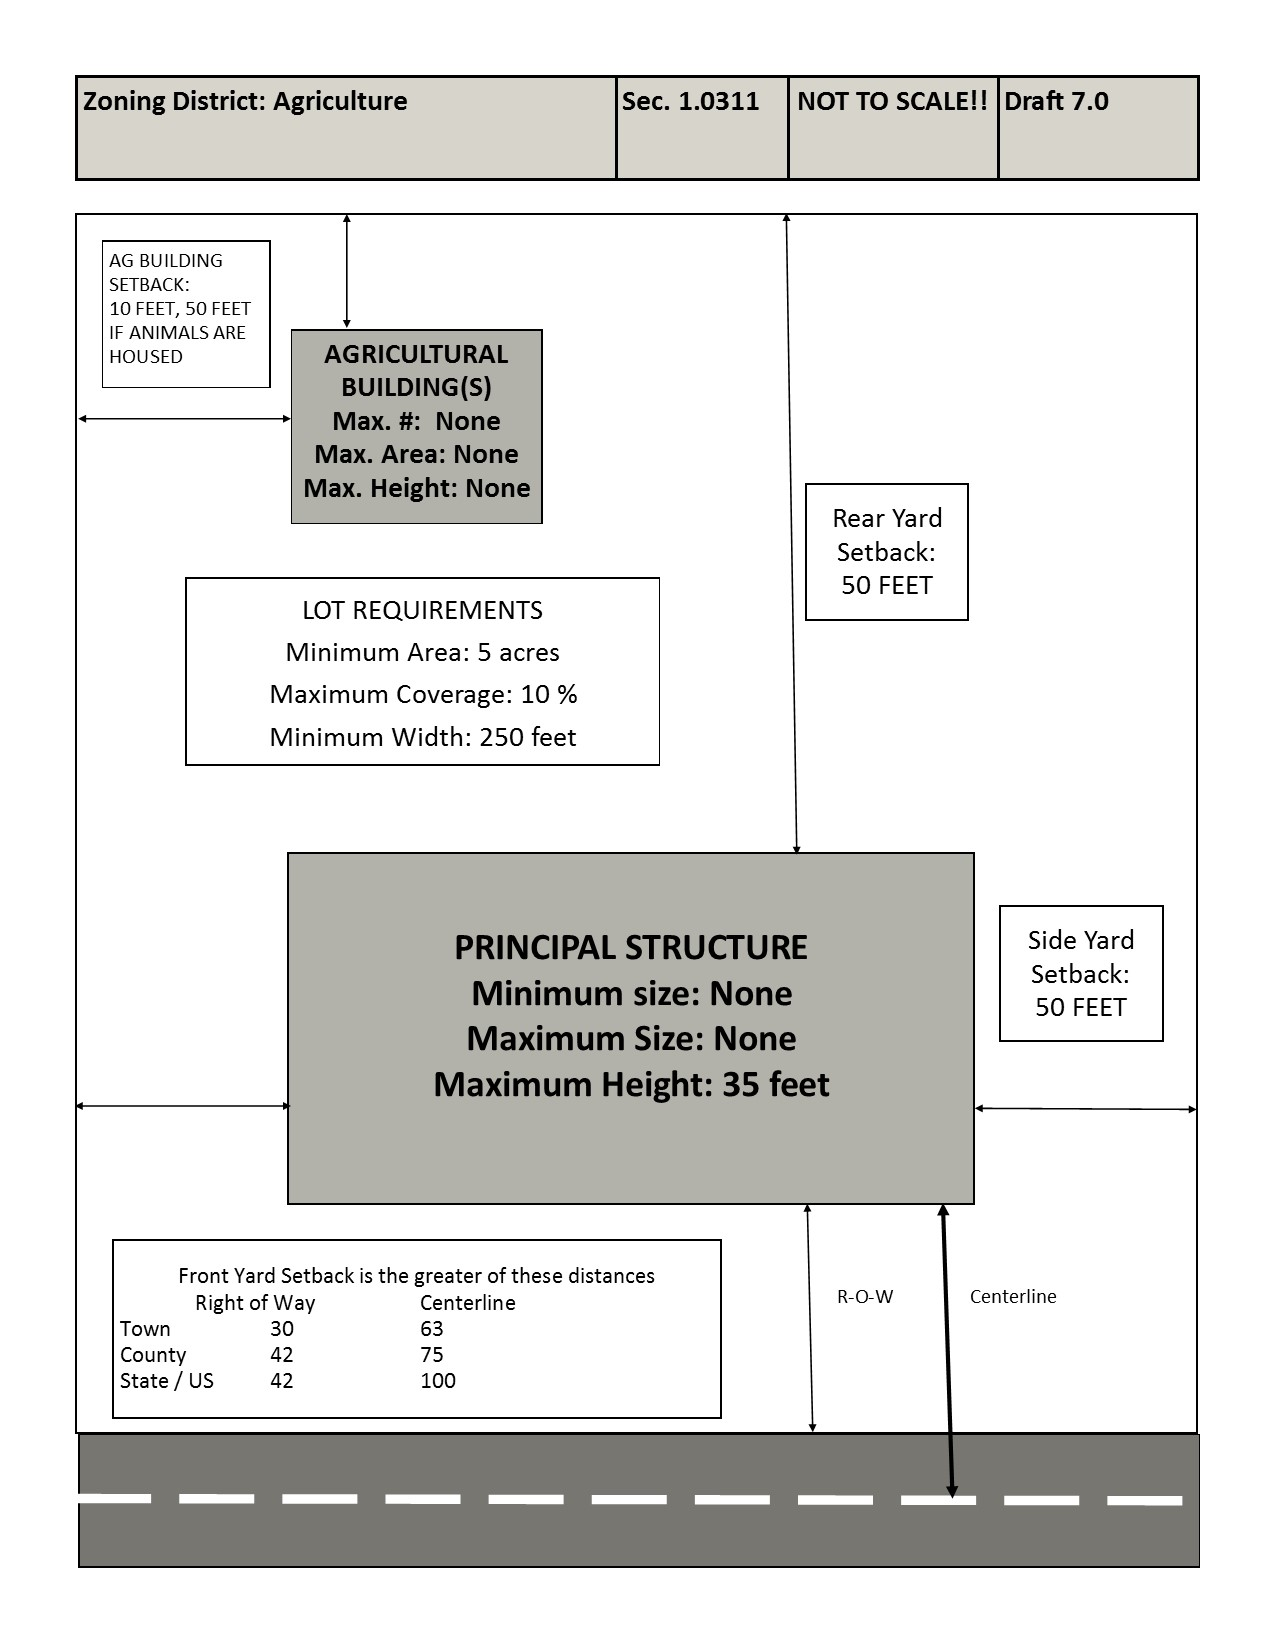 Zoning District: Agriculture
Sec. 1.0311
NOT TO SCALE!!
Draft 7.0
AG BUILDING
SETBACK:
10 FEET, 50 FEET
IF ANIMALS ARE
HOUSED
AGRICULTURAL
BUILDING(S)
Max. #: None
Max. Area: None
Max. Height: None
Rear Yard
Setback:
50 FEET
LOT REQUIREMENTS
Minimum Area: 5 acres
Maximum Coverage: 10 %
Minimum Width: 250 feet
PRINCIPAL STRUCTURE
Minimum size: None
Maximum Size: None
Maximum Height: 35 feet
Side Yard
Setback:
50 FEET
Front Yard Setback is the greater of these distances
Right of Way Centerline
Town 30 63
County 42 75
State / US 42 100
R-O-W
Centerline